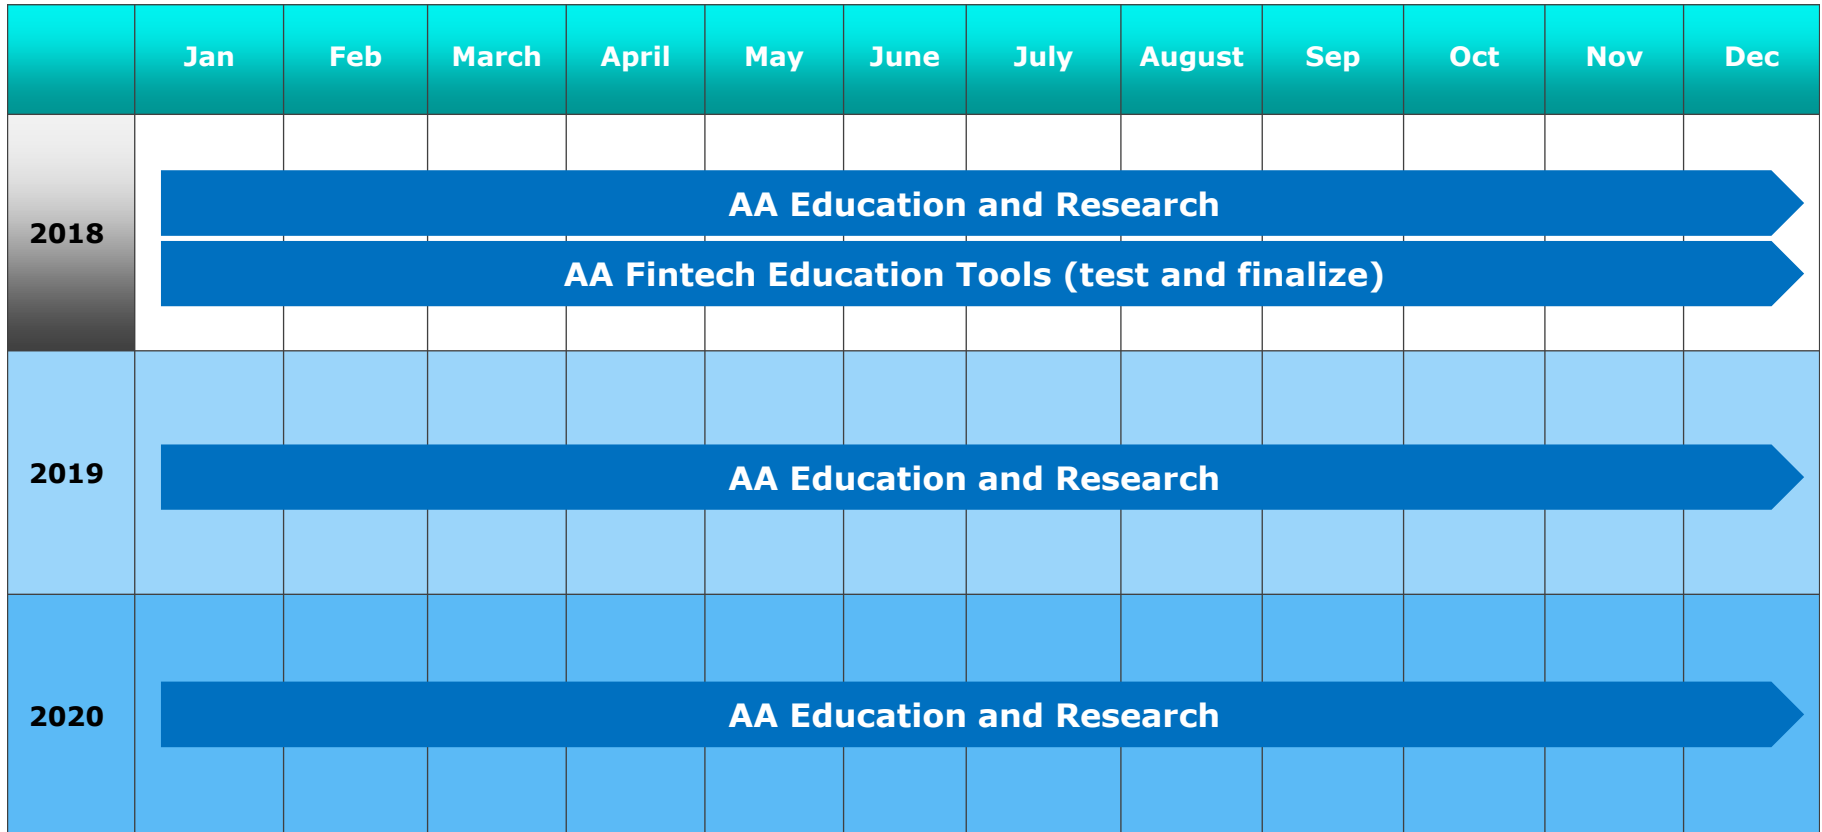 Jan Feb March April May June July August Sep Oct Nov Dec
2018
AA Education and Research
AA Fintech Education Tools (test and finalize)
2019
AA Education and Research
2020
AA Education and Research